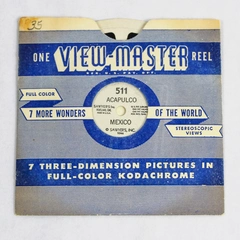 35
ONE VIEW-MASTER REEL
REG. U.S. PAT. OFF.
FULL COLOR
7 MORE WONDERS
OF THE WORLD
STEREOSCOPIC
VIEWS
511
ACAPULCO
MEXICO
SAWYER'S, INC.
7 THREE-DIMENSION PICTURES IN
FULL-COLOR KODACHROME